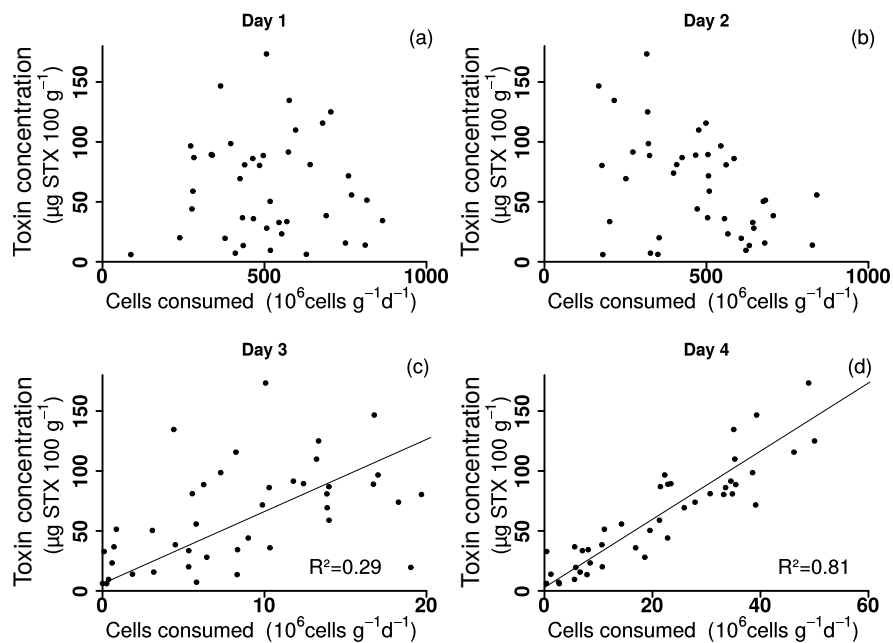 Day 1
(a)
Toxin concentration
(µg STX 100 g⁻¹)
0 50 100 150
0 500 1000
Cells consumed (10⁶cells g⁻¹d⁻¹)
Day 2
(b)
Toxin concentration
(µg STX 100 g⁻¹)
0 50 100 150
0 500 1000
Cells consumed (10⁶cells g⁻¹d⁻¹)
Day 3
(c)
Toxin concentration
(µg STX 100 g⁻¹)
0 50 100 150
R²=0.29
0 10 20
Cells consumed (10⁶cells g⁻¹d⁻¹)
Day 4
(d)
Toxin concentration
(µg STX 100 g⁻¹)
0 50 100 150
R²=0.81
0 20 40 60
Cells consumed (10⁶cells g⁻¹d⁻¹)